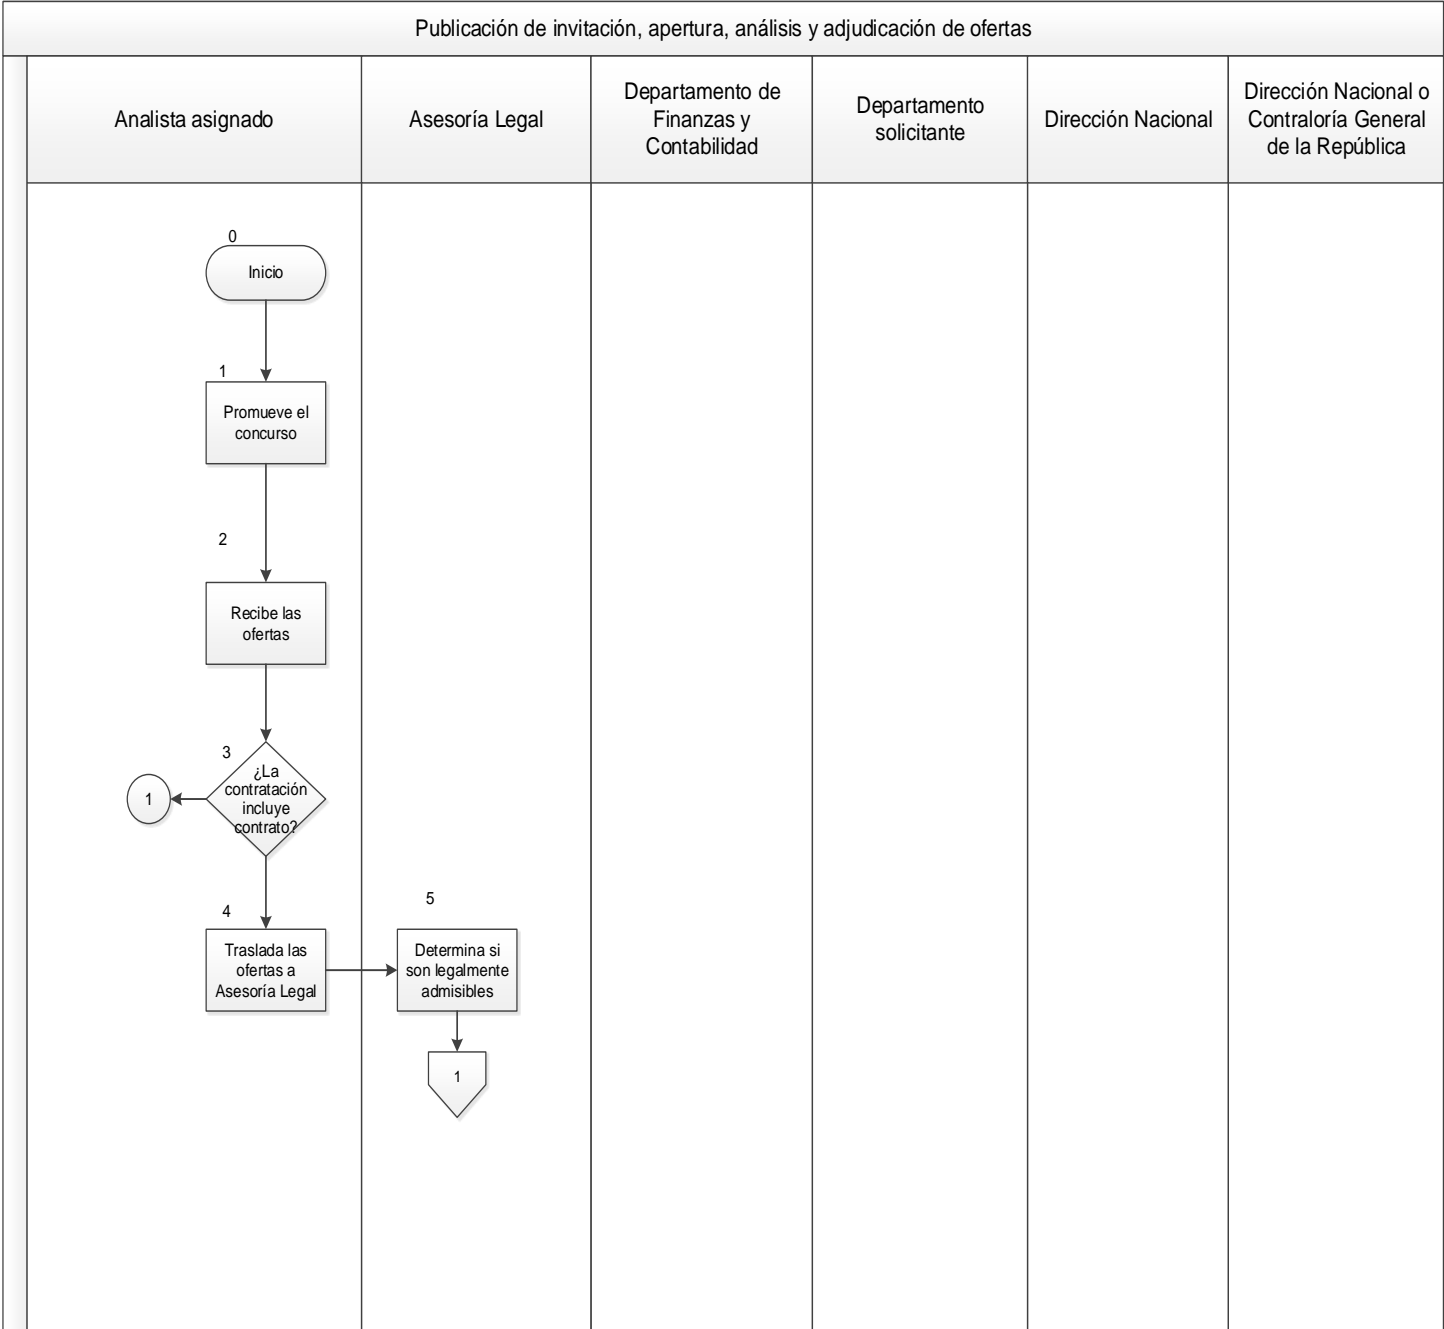 Publicación de invitación, apertura, análisis y adjudicación de ofertas
Analista asignado
Asesoría Legal
Departamento de
Finanzas y
Contabilidad
Departamento
solicitante
Dirección Nacional
Dirección Nacional o
Contraloría General
de la República
0
Inicio
1
Promueve el
concurso
2
Recibe las
ofertas
3
¿La
contratación
incluye
contrato?
1
4
Traslada las
ofertas a
Asesoría Legal
5
Determina si
son legalmente
admisibles
1